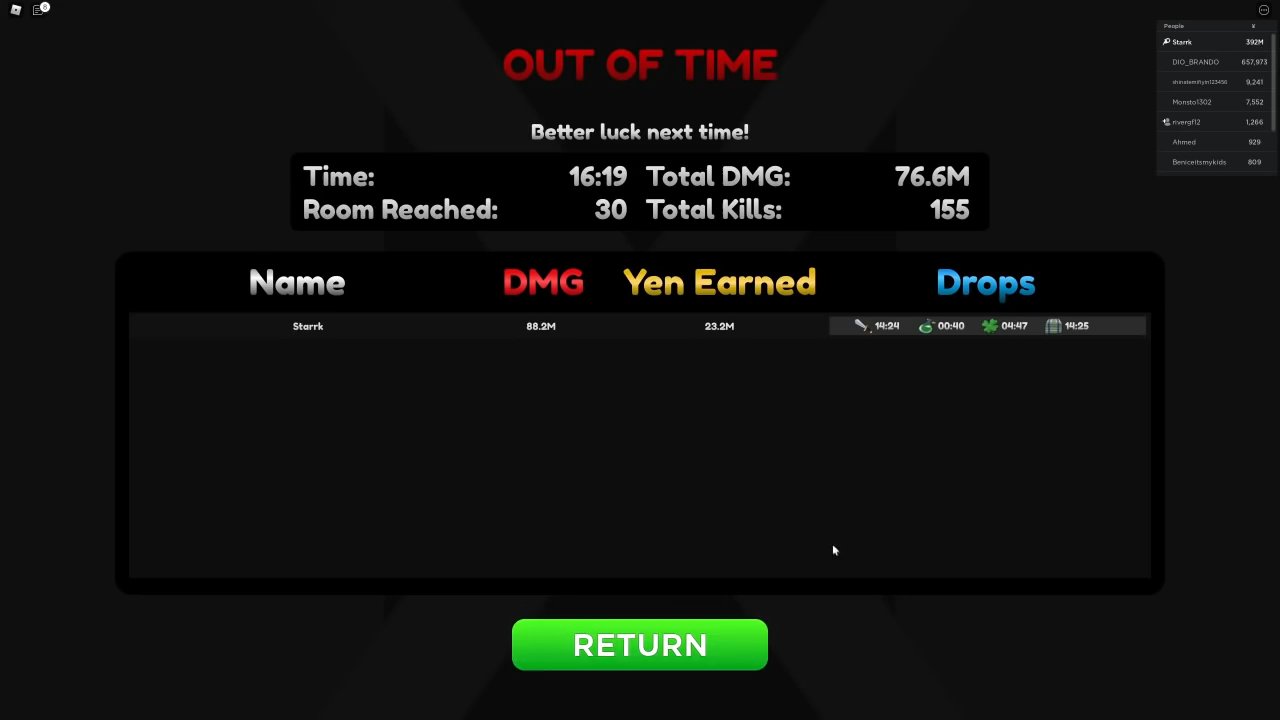 8
OUT OF TIME
Better luck next time!
Time: 16:19 Total DMG: 76.6M
Room Reached: 30 Total Kills: 155
Name DMG Yen Earned Drops
Starrk 88.2M 23.2M 14:24 00:40 04:47 14:25
RETURN
People ¥
Starrk 392M
DIO_BRANDO 657,973
9,241
Monsto1302 7,552
rivergf12 1,266
Ahmed 929
Beniceitsmykids 809